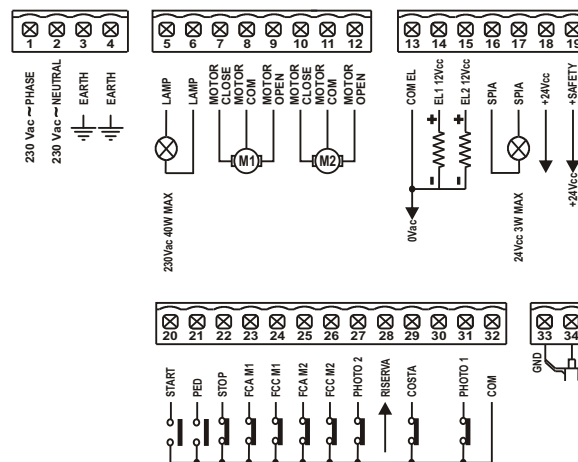 1 2 3 4
5 6 7 8 9 10 11 12
13 14 15 16 17 18 19
230 Vac ~ PHASE
230 Vac ~ NEUTRAL
EARTH
EARTH
LAMP
LAMP
MOTOR CLOSE
MOTOR COM
MOTOR OPEN
MOTOR CLOSE
MOTOR COM
MOTOR OPEN
COM EL
EL1 12Vcc
EL2 12Vcc
SPIA
SPIA
+24Vcc
+SAFETY
+ +
M1
M2
- -
230Vac 40W MAX
0Vac
24Vcc 3W MAX
+24Vcc
20 21 22 23 24 25 26 27 28 29 30 31 32
33 34
START
PED
STOP
FCA M1
FCC M1
FCA M2
FCC M2
PHOTO 2
RISERVA
COSTA
PHOTO 1
COM
GND